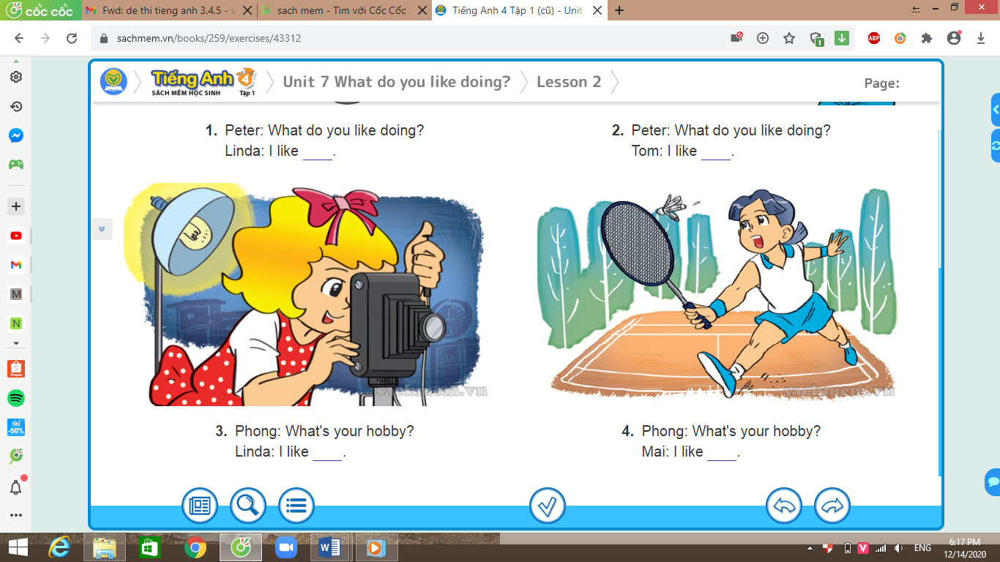 cốc cốc
Fwd: de thi tieng anh 3,4,5 - s
sach mem - Tìm với Cốc Cốc
Tiếng Anh 4 Tập 1 (cũ) - Unit
sachmem.vn/books/259/exercises/43312
1
ABP
Tiếng Anh 4
SÁCH MỀM HỌC SINH Tập 1
Unit 7 What do you like doing?
Lesson 2
Page:
1. Peter: What do you like doing?
Linda: I like ____.
2. Peter: What do you like doing?
Tom: I like ____.
sachmem.vn
sachmem.vn
3. Phong: What's your hobby?
Linda: I like ____.
4. Phong: What's your hobby?
Mai: I like ____.
M
N
Shopee
TIKI
-50%
W
V
ENG
6:17 PM
12/14/2020